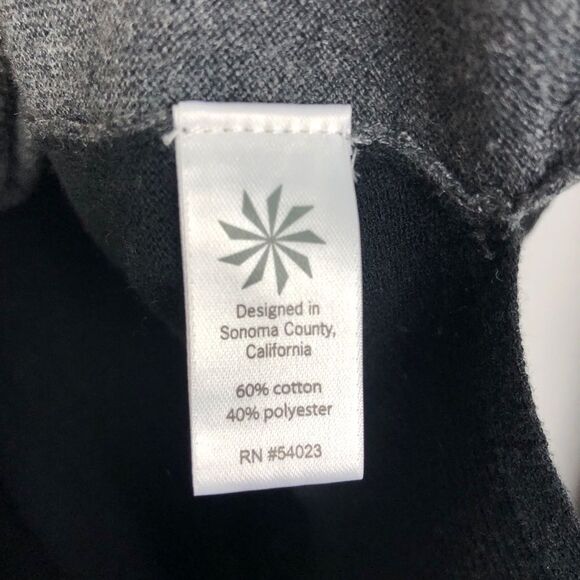 Designed in
Sonoma County,
California
60% cotton
40% polyester
RN #54023